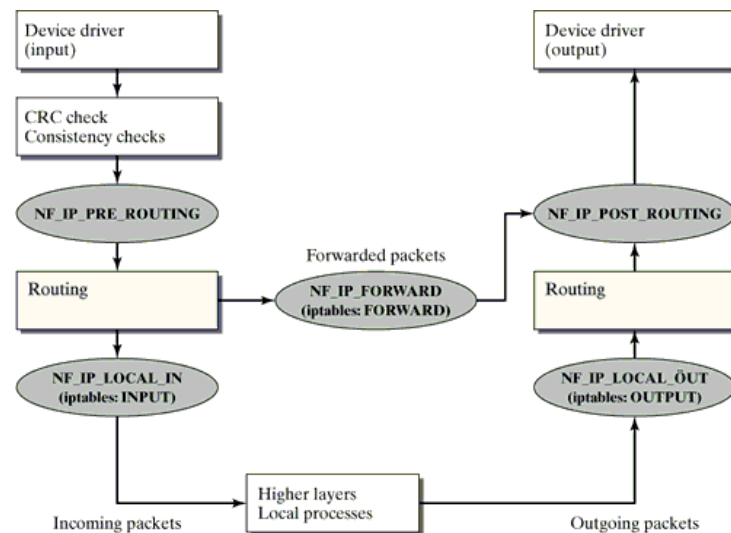 Device driver
(input)
Device driver
(output)
CRC check
Consistency checks
NF_IP_PRE_ROUTING
NF_IP_POST_ROUTING
Forwarded packets
Routing
NF_IP_FORWARD
(iptables: FORWARD)
Routing
NF_IP_LOCAL_IN
(iptables: INPUT)
NF_IP_LOCAL_ÖUT
(iptables: OUTPUT)
Higher layers
Local processes
Incoming packets
Outgoing packets